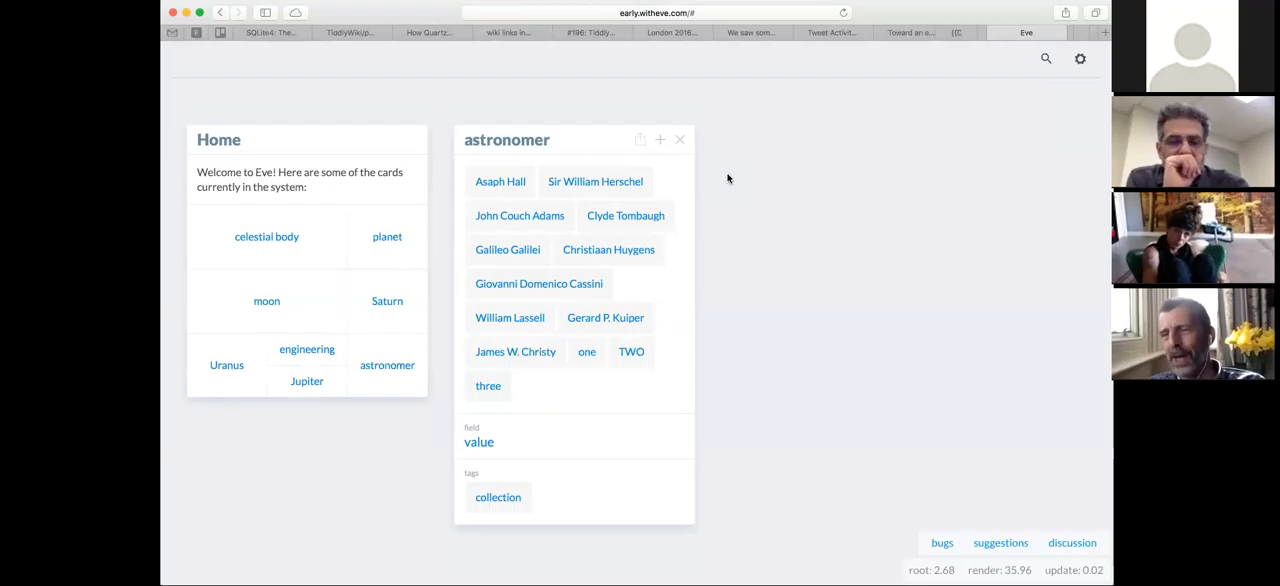 early.witheve.com/#
SQLite4: The...
TiddlyWiki/p...
How Quartz...
wiki links in...
#196: Tiddly...
London 2016...
We saw som...
Tweet Activit...
Toward an e...
Eve
Home
Welcome to Eve! Here are some of the cards
currently in the system:
celestial body
planet
moon
Saturn
Uranus
engineering
Jupiter
astronomer
astronomer
Asaph Hall
Sir William Herschel
John Couch Adams
Clyde Tombaugh
Galileo Galilei
Christiaan Huygens
Giovanni Domenico Cassini
William Lassell
Gerard P. Kuiper
James W. Christy
one
TWO
three
field
value
tags
collection
bugs
suggestions
discussion
root: 2.68
render: 35.96
update: 0.02